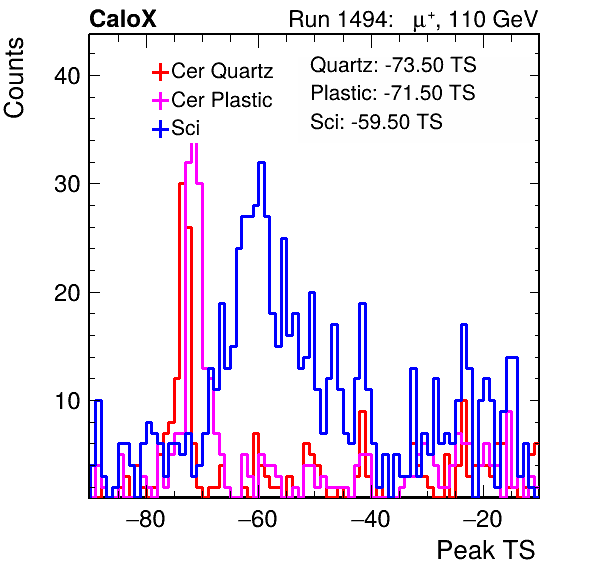 CaloX Run 1494: μ⁺, 110 GeV
Counts
Cer Quartz
Cer Plastic
Sci
Quartz: -73.50 TS
Plastic: -71.50 TS
Sci: -59.50 TS
40
30
20
10
−80 −60 −40 −20
Peak TS